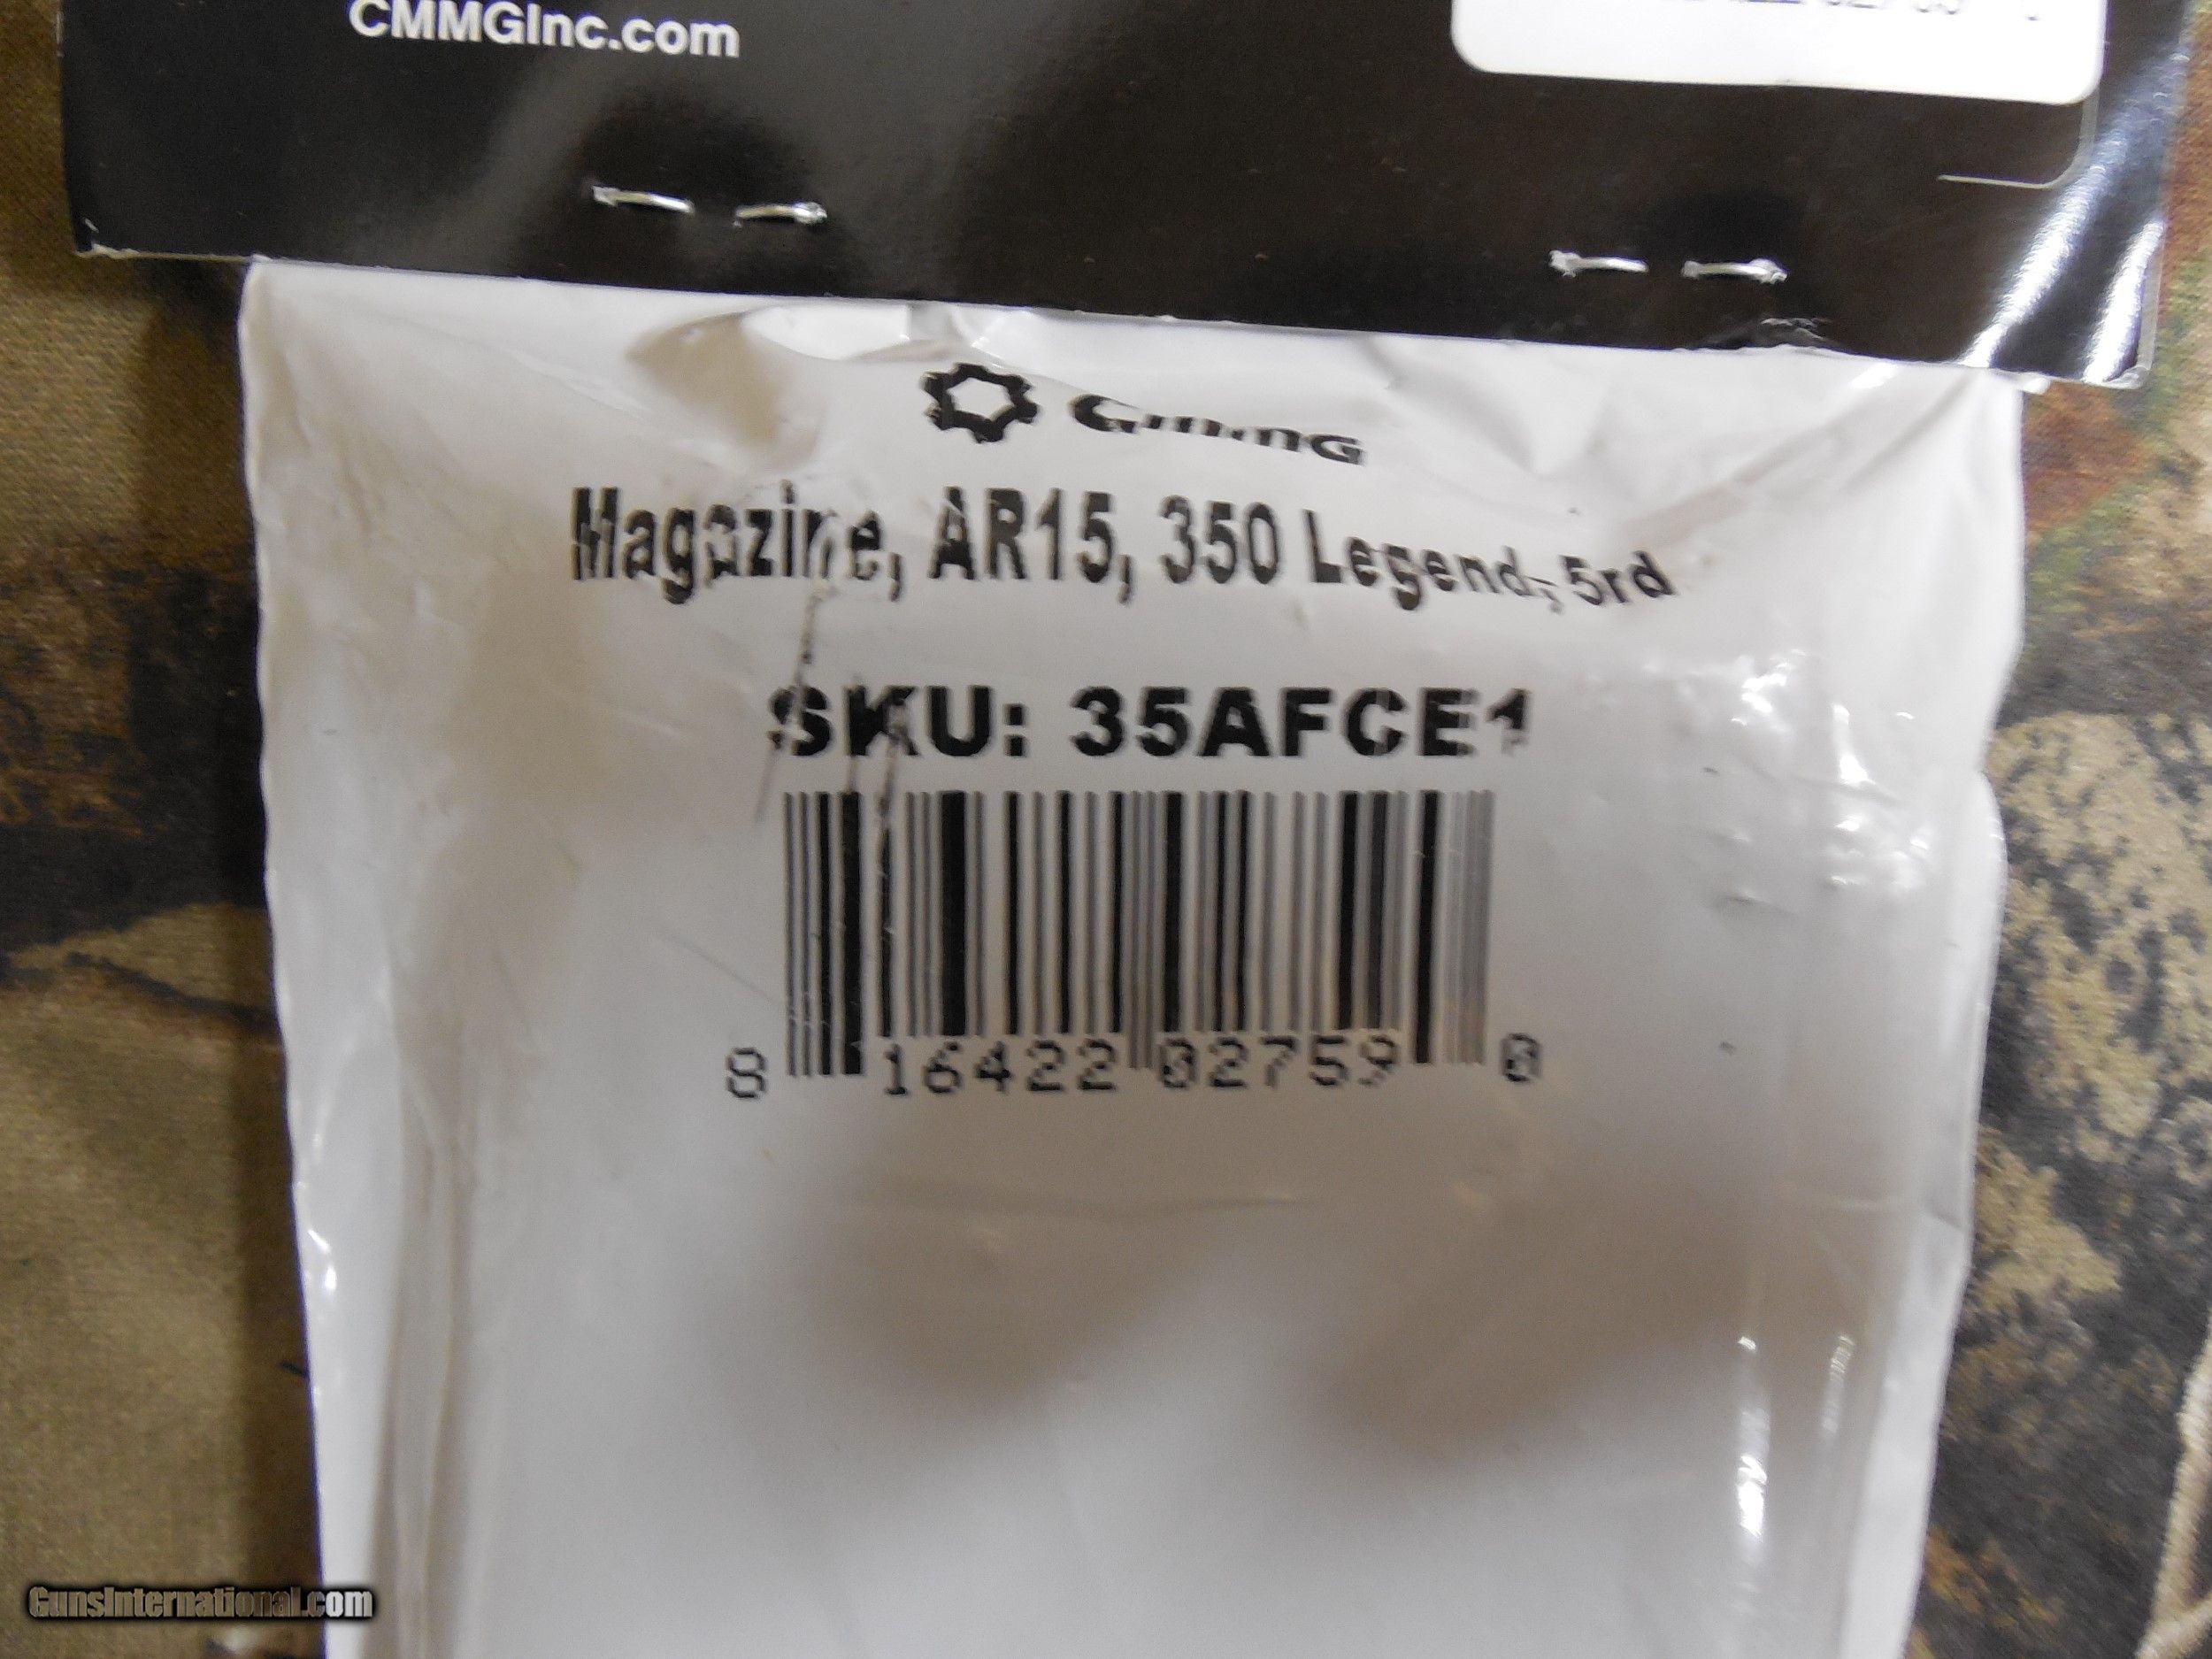 CMMGInc.com
CMMG
Magazine, AR15, 350 Legend, 5rd
SKU: 35AFCE1
8 16422 02759 0
GunsInternational.com